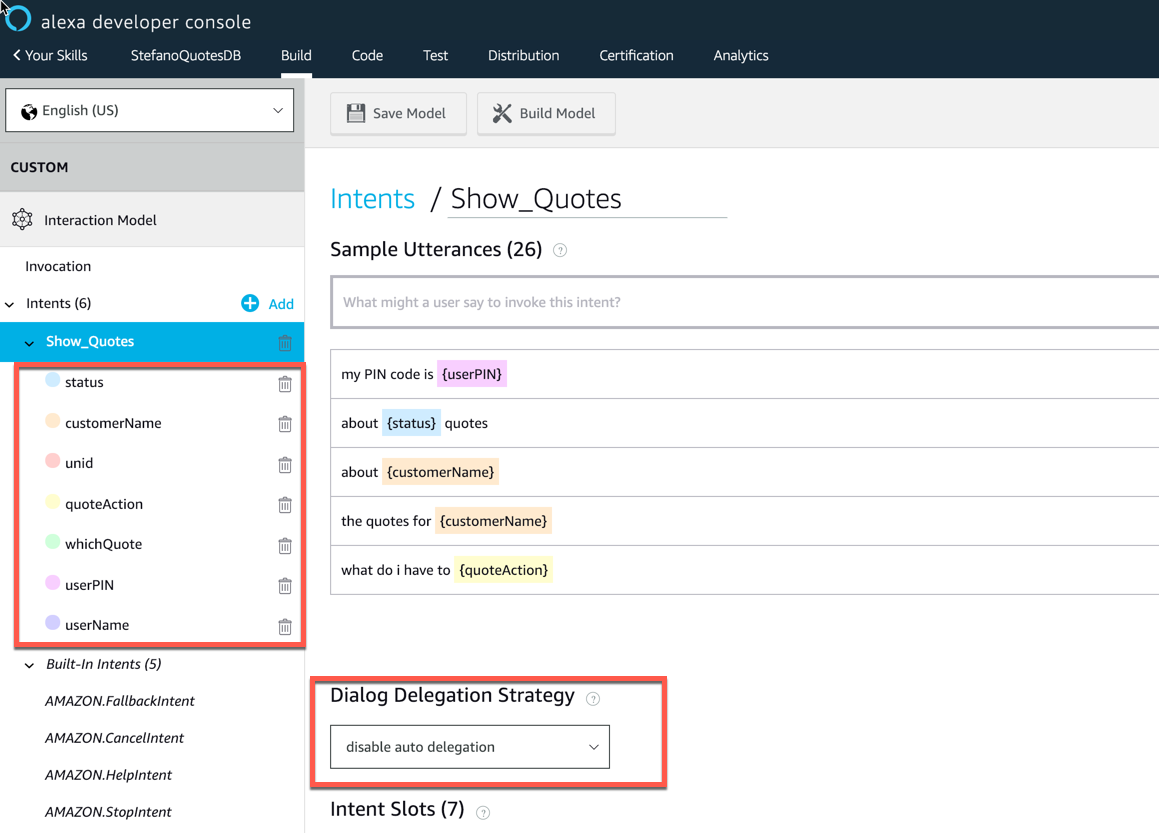 alexa developer console
Your Skills StefanoQuotesDB Build Code Test Distribution Certification Analytics
English (US)
Save Model Build Model
CUSTOM
Interaction Model
Invocation
Intents (6) Add
Show_Quotes
status
customerName
unid
quoteAction
whichQuote
userPIN
userName
Built-In Intents (5)
AMAZON.FallbackIntent
AMAZON.CancelIntent
AMAZON.HelpIntent
AMAZON.StopIntent
Intents / Show_Quotes
Sample Utterances (26) ?
What might a user say to invoke this intent?
my PIN code is {userPIN}
about {status} quotes
about {customerName}
the quotes for {customerName}
what do i have to {quoteAction}
Dialog Delegation Strategy ?
disable auto delegation
Intent Slots (7) ?